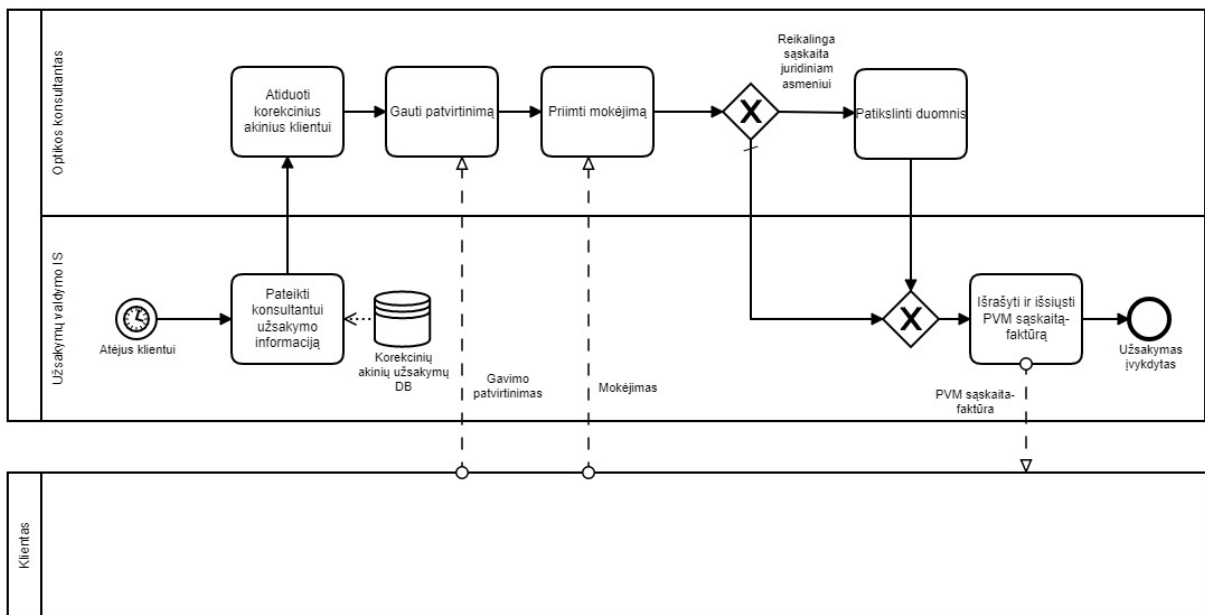 Optikos konsultantas
Atiduoti
korekcinius
akinius klientui
Gauti patvirtinimą
Priimti mokėjimą
Reikalinga
sąskaita
juridiniam
asmeniui
Patikslinti duomnis
Užsakymų valdymo IS
Atėjus klientui
Pateikti
konsultantui
užsakymo
informaciją
Korekcinių
akinių užsakymų
DB
Gavimo
patvirtinimas
Mokėjimas
Išrašyti ir išsiųsti
PVM sąskaitą-
faktūrą
Užsakymas
įvykdytas
PVM sąskaita-
faktūra
Klientas